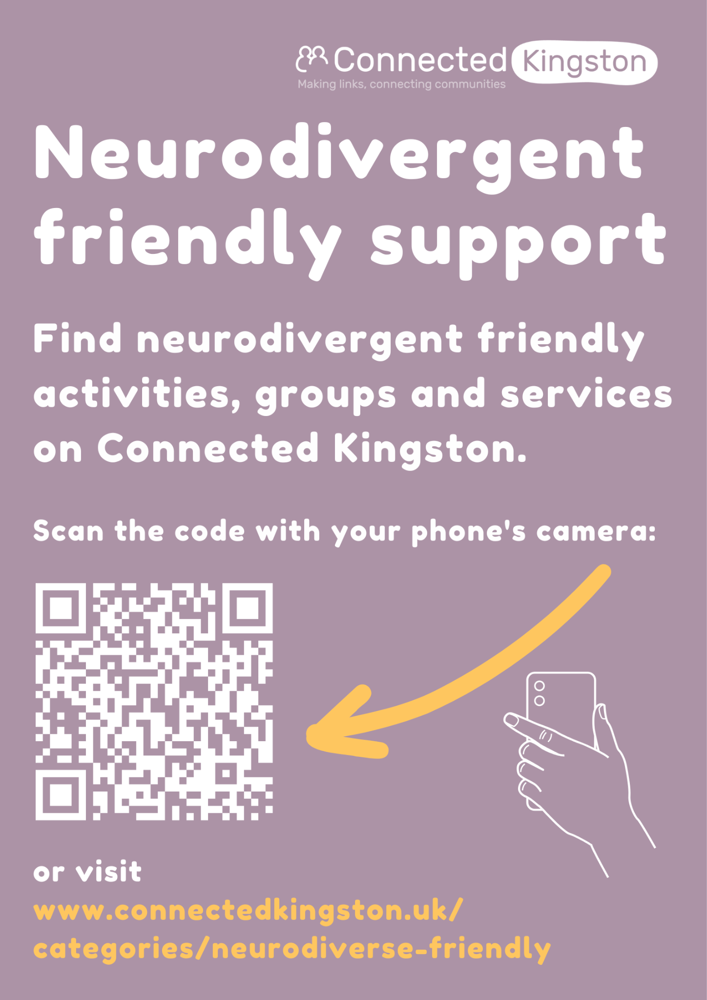 Connected Kingston
Making links, connecting communities
Neurodivergent
friendly support
Find neurodivergent friendly
activities, groups and services
on Connected Kingston.
Scan the code with your phone's camera:
or visit
www.connectedkingston.uk/
categories/neurodiverse-friendly